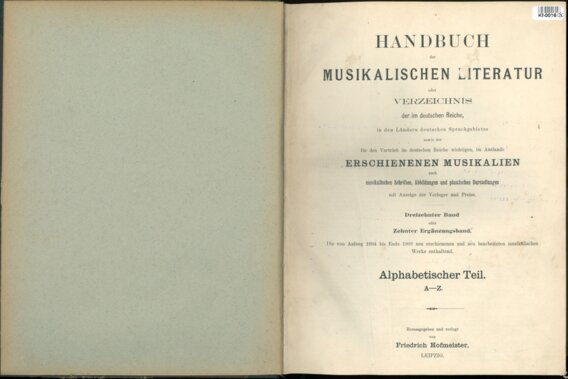 HANDBUCH
der
MUSIKALISCHEN LITERATUR
oder
VERZEICHNIS
der im deutschen Reiche,
in den Ländern deutschen Sprachgebietes
sowie der
für den Vertrieb im deutschen Reiche wichtigen, im Auslande
ERSCHIENENEN MUSIKALIEN
auch
musikalischen Schriften, Abbildungen und plastischen Darstellungen
mit Anzeige der Verleger und Preise.
Dreizehnter Band
oder
Zehnter Ergänzungsband.
Die von Anfang 1904 bis Ende 1908 neu erschienenen und neu bearbeiteten musikalischen
Werke enthaltend.
Alphabetischer Teil.
A—Z.
Herausgegeben und verlegt
von
Friedrich Hofmeister,
LEIPZIG.